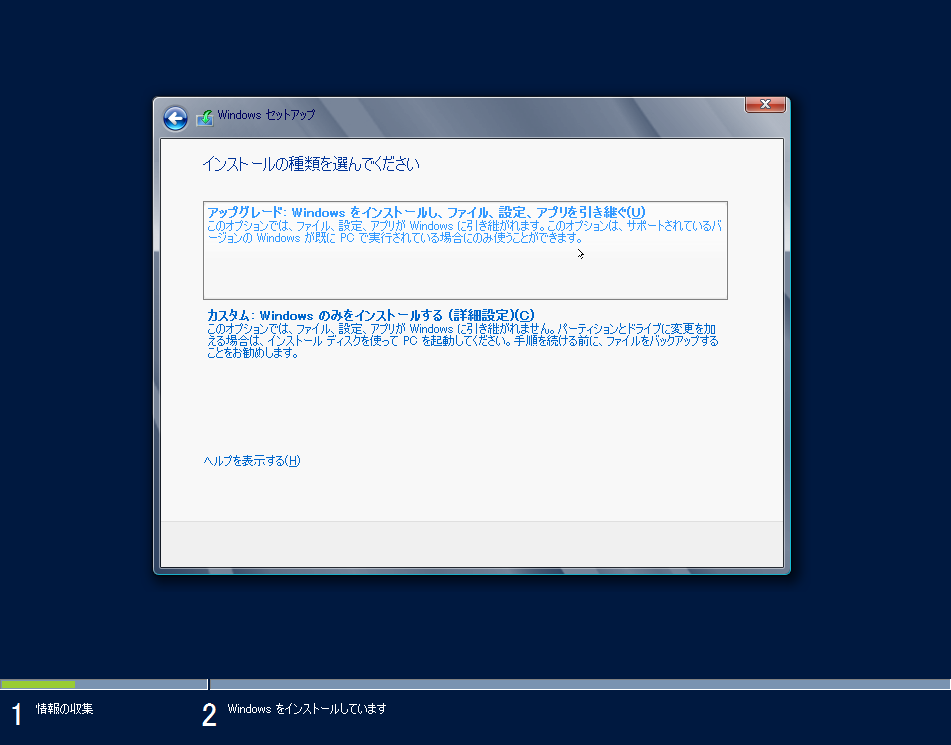 Windows セットアップ
インストールの種類を選んでください
アップグレード: Windows をインストールし、ファイル、設定、アプリを引き継ぐ(U)
このオプションでは、ファイル、設定、アプリが Windows に引き継がれます。このオプションは、サポートされているバ
ージョンの Windows が既に PC で実行されている場合にのみ使うことができます。
カスタム: Windows のみをインストールする (詳細設定)(C)
このオプションでは、ファイル、設定、アプリが Windows に引き継がれません。パーティションとドライブに変更を加
える場合は、インストール ディスクを使って PC を起動してください。手順を続ける前に、ファイルをバックアップする
ことをお勧めします。
ヘルプを表示する(H)
1 情報の収集
2 Windows をインストールしています